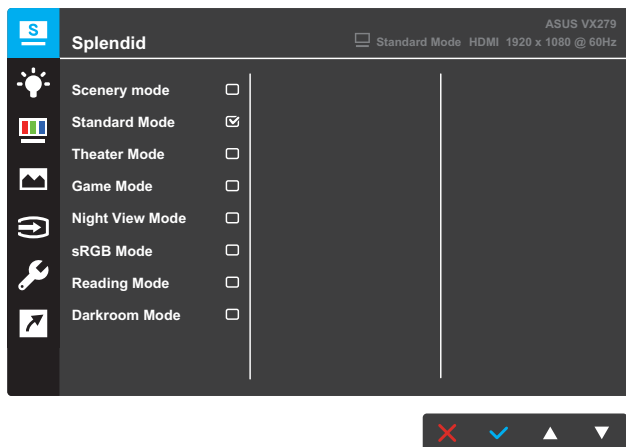 S
ASUS VX279
Splendid
Standard Mode HDMI 1920 x 1080 @ 60Hz
Scenery mode
Standard Mode
Theater Mode
Game Mode
Night View Mode
sRGB Mode
Reading Mode
Darkroom Mode